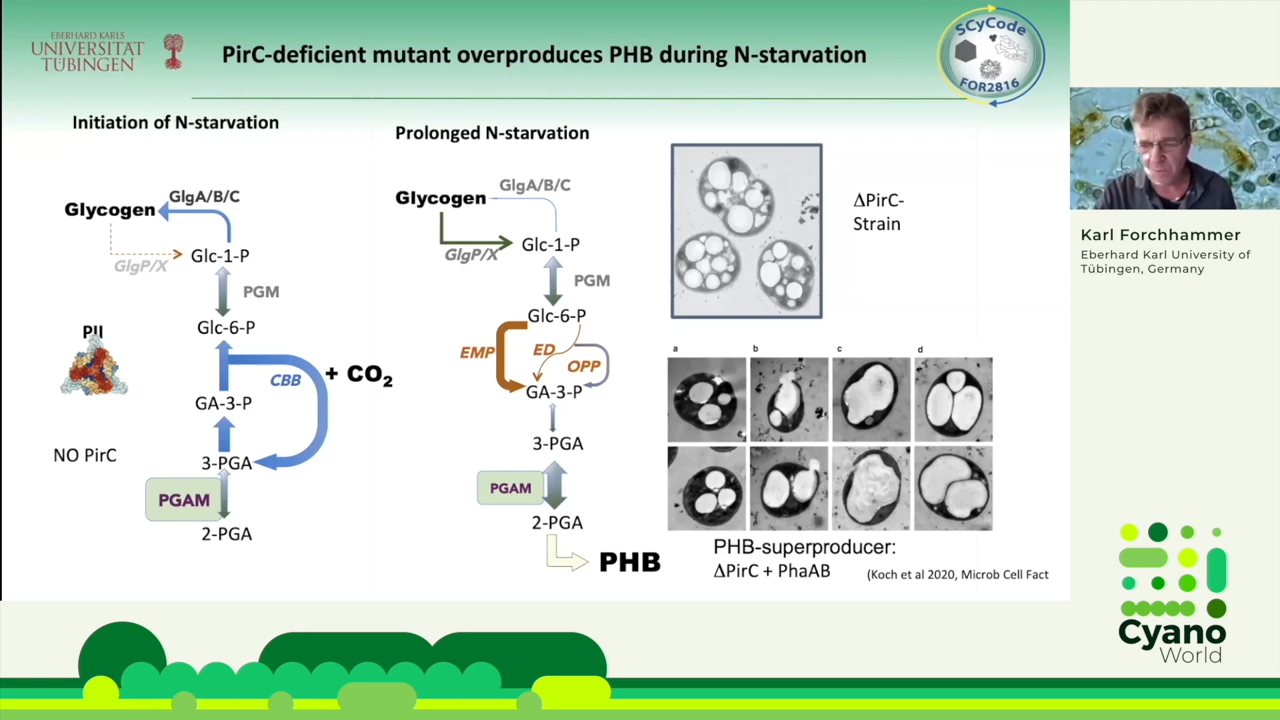 EBERHARD KARLS
UNIVERSITÄT
TÜBINGEN
PirC-deficient mutant overproduces PHB during N-starvation
SCyCode
FOR2816
Initiation of N-starvation
Glycogen
GlgA/B/C
GlgP/X
Glc-1-P
PGM
Glc-6-P
PII
CBB
+ CO2
GA-3-P
NO PirC
3-PGA
PGAM
2-PGA
Prolonged N-starvation
Glycogen
GlgA/B/C
GlgP/X
Glc-1-P
PGM
Glc-6-P
EMP
ED
OPP
GA-3-P
3-PGA
PGAM
2-PGA
PHB
ΔPirC-
Strain
a b c d
PHB-superproducer:
ΔPirC + PhaAB
(Koch et al 2020, Microb Cell Fact
Karl Forchhammer
Eberhard Karl University of
Tübingen, Germany
Cyano
World